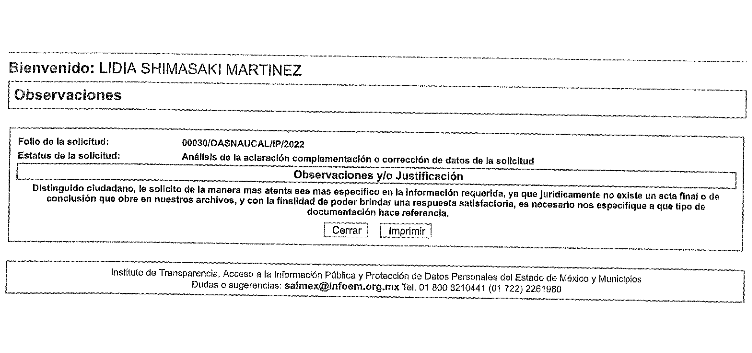 Bienvenido: LIDIA SHIMASAKI MARTINEZ
Observaciones
Folio de la solicitud: 00030/OASNAUCAL/IP/2022
Estatus de la solicitud: Análisis de la aclaración complementación o corrección de datos de la solicitud
Observaciones y/o Justificación
Distinguido ciudadano, le solicito de la manera mas atenta sea mas especifico en la información requerida, ya que juridicamente no existe un acta final o de
conclusión que obre en nuestros archivos, y con la finalidad de poder brindar una respuesta satisfactoria, es necesario nos especifique a que tipo de
documentación hace referencia.
Cerrar Imprimir
Instituto de Transparencia, Acceso a la Información Pública y Protección de Datos Personales del Estado de México y Municipios
Dudas o sugerencias: saimex@infoem.org.mx Tel. 01 800 8210441 (01 722) 2261980